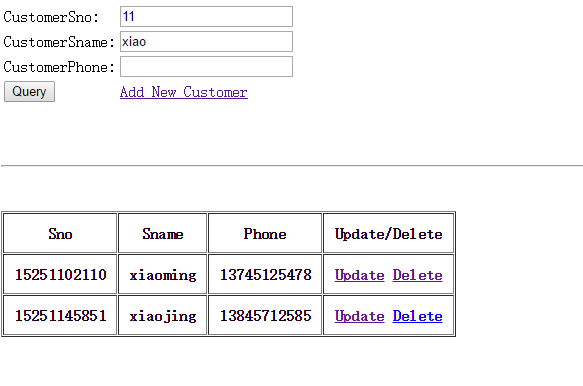 CustomerSno: 11
CustomerSname: xiao
CustomerPhone:
Query Add New Customer
Sno Sname Phone Update/Delete
15251102110 xiaoming 13745125478 Update Delete
15251145851 xiaojing 13845712585 Update Delete